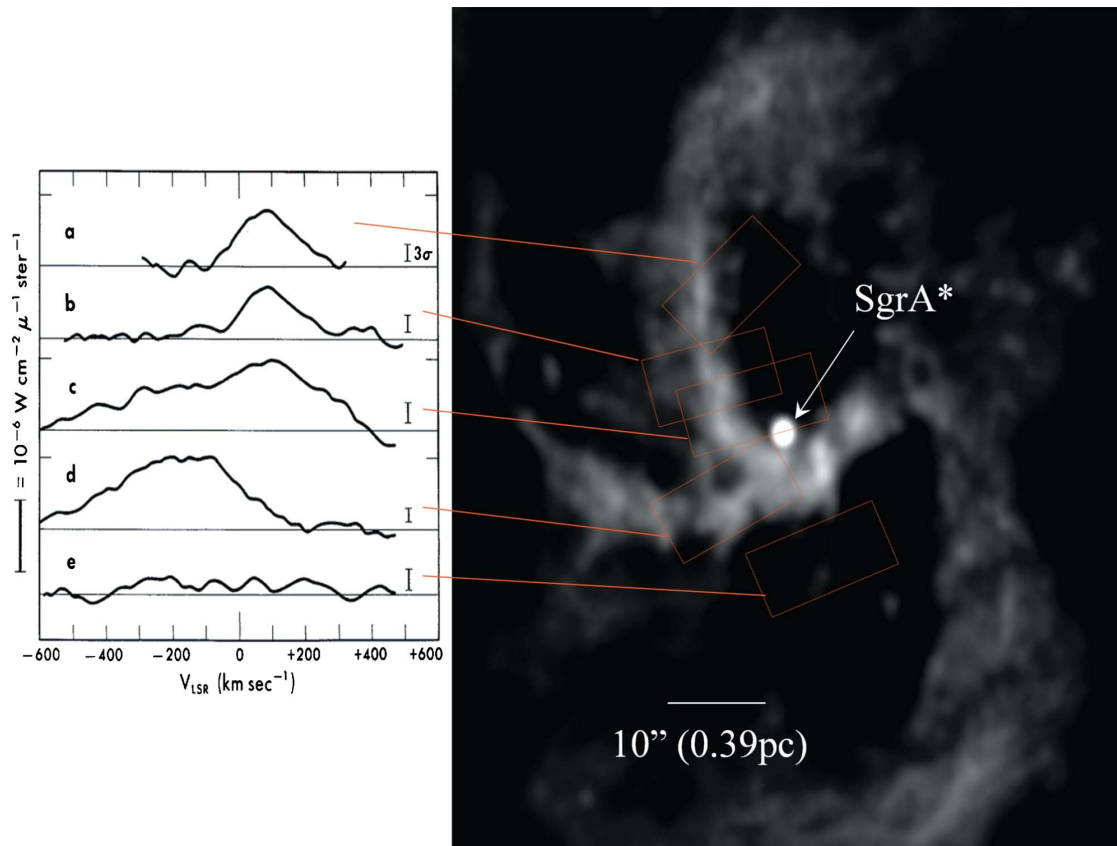 a
3σ
b
c
d
e
I = 10⁻⁶ W cm⁻² μ⁻¹ ster⁻¹
−600 −400 −200 0 +200 +400 +600
V_LSR (km sec⁻¹)
SgrA*
10” (0.39pc)